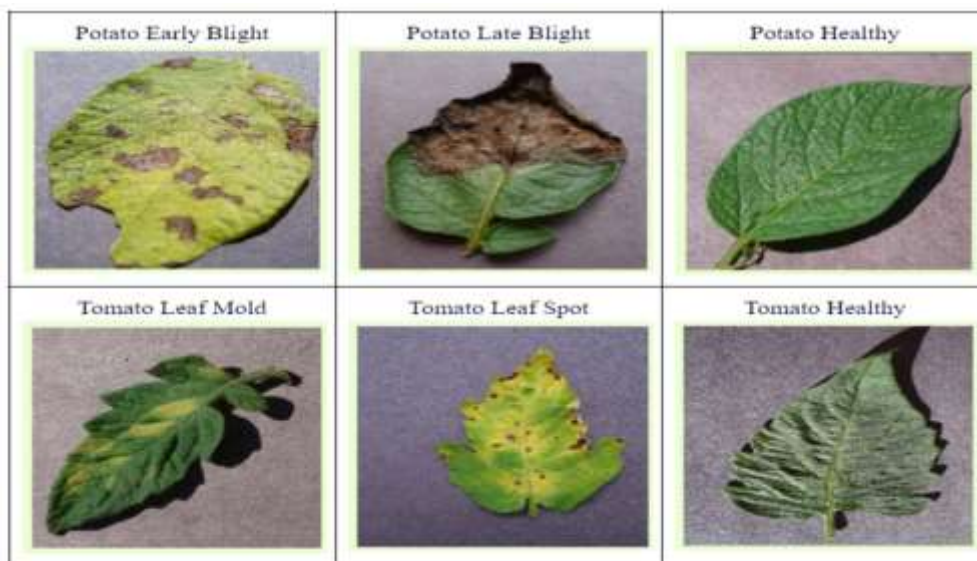 Potato Early Blight
Potato Late Blight
Potato Healthy
Tomato Leaf Mold
Tomato Leaf Spot
Tomato Healthy